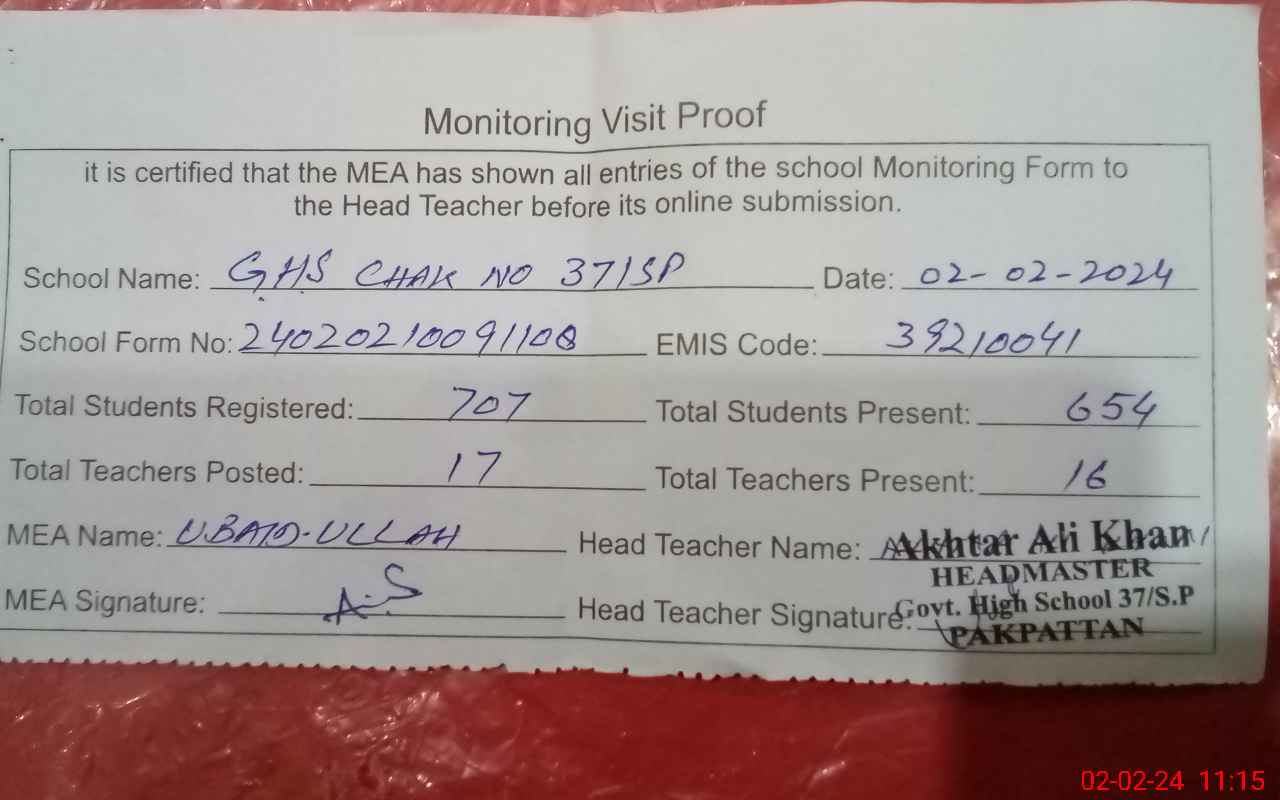 Monitoring Visit Proof
it is certified that the MEA has shown all entries of the school Monitoring Form to
the Head Teacher before its online submission.
School Name: GHS CHAK NO 37/SP Date: 02-02-2024
School Form No: 24020210091108 EMIS Code: 39210041
Total Students Registered: 707 Total Students Present: 654
Total Teachers Posted: 17 Total Teachers Present: 16
MEA Name: UBAID-ULLAH Head Teacher Name: Akhtar Ali Khan
HEADMASTER
MEA Signature: Head Teacher Signature: Govt. High School 37/S.P
PAKPATTAN
02-02-24 11:15